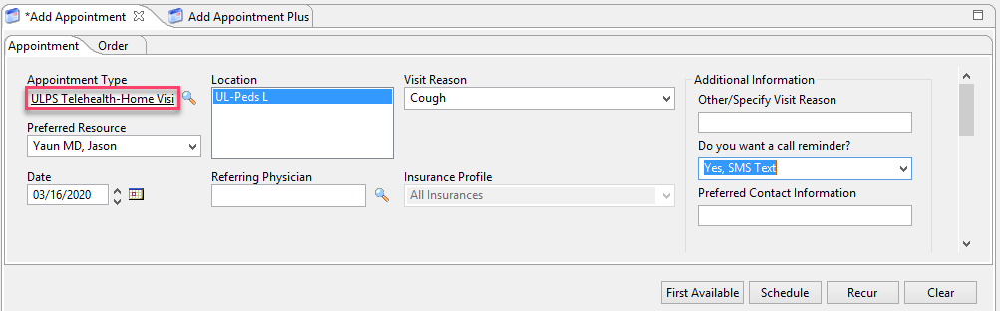 *Add Appointment
Add Appointment Plus
Appointment
Order
Appointment Type
ULPS Telehealth-Home Visi
Preferred Resource
Yaun MD, Jason
Date
03/16/2020
Location
UL-Peds L
Referring Physician
Visit Reason
Cough
Insurance Profile
All Insurances
Additional Information
Other/Specify Visit Reason
Do you want a call reminder?
Yes, SMS Text
Preferred Contact Information
First Available
Schedule
Recur
Clear